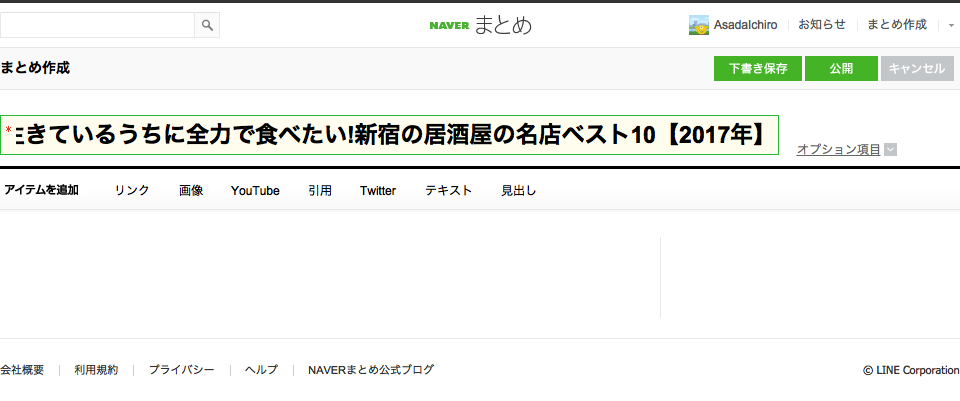 NAVER まとめ
AsadaIchiro お知らせ まとめ作成
まとめ作成
下書き保存 公開 キャンセル
* きているうちに全力で食べたい!新宿の居酒屋の名店ベスト10【2017年】
オプション項目
アイテムを追加 リンク 画像 YouTube 引用 Twitter テキスト 見出し
会社概要 利用規約 プライバシー ヘルプ NAVERまとめ公式ブログ
© LINE Corporation